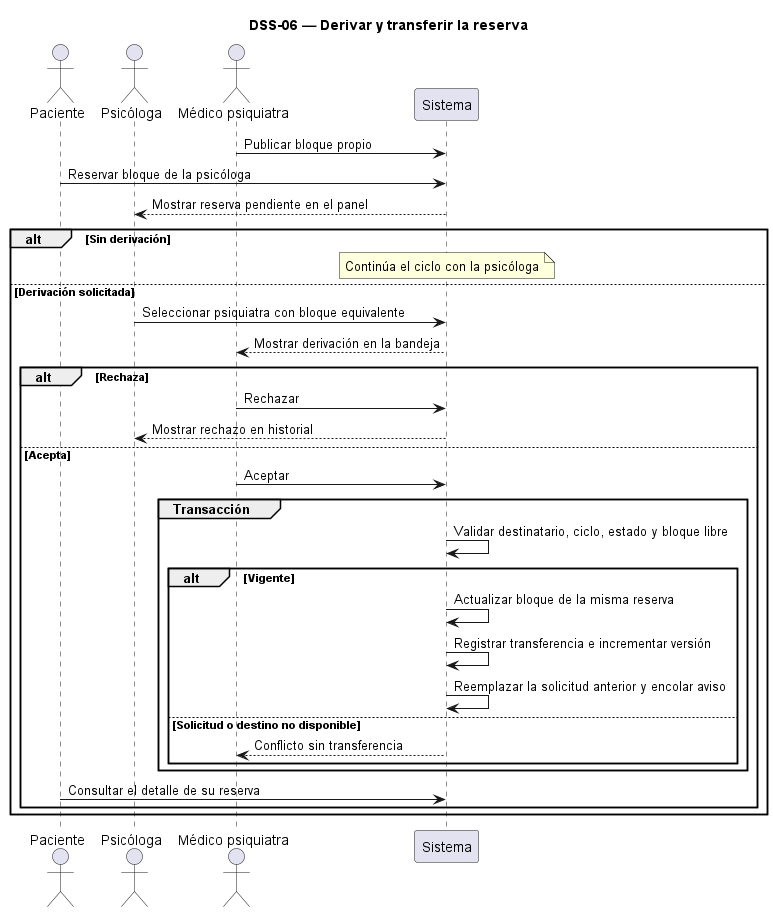 DSS-06 — Derivar y transferir la reserva
Paciente
Psicóloga
Médico psiquiatra
Sistema
Publicar bloque propio
Reservar bloque de la psicóloga
Mostrar reserva pendiente en el panel
alt
[Sin derivación]
Continúa el ciclo con la psicóloga
[Derivación solicitada]
Seleccionar psiquiatra con bloque equivalente
Mostrar derivación en la bandeja
alt
[Rechaza]
Rechazar
Mostrar rechazo en historial
[Acepta]
Aceptar
Transacción
Validar destinatario, ciclo, estado y bloque libre
alt
[Vigente]
Actualizar bloque de la misma reserva
Registrar transferencia e incrementar versión
Reemplazar la solicitud anterior y encolar aviso
[Solicitud o destino no disponible]
Conflicto sin transferencia
Consultar el detalle de su reserva
Paciente
Psicóloga
Médico psiquiatra
Sistema